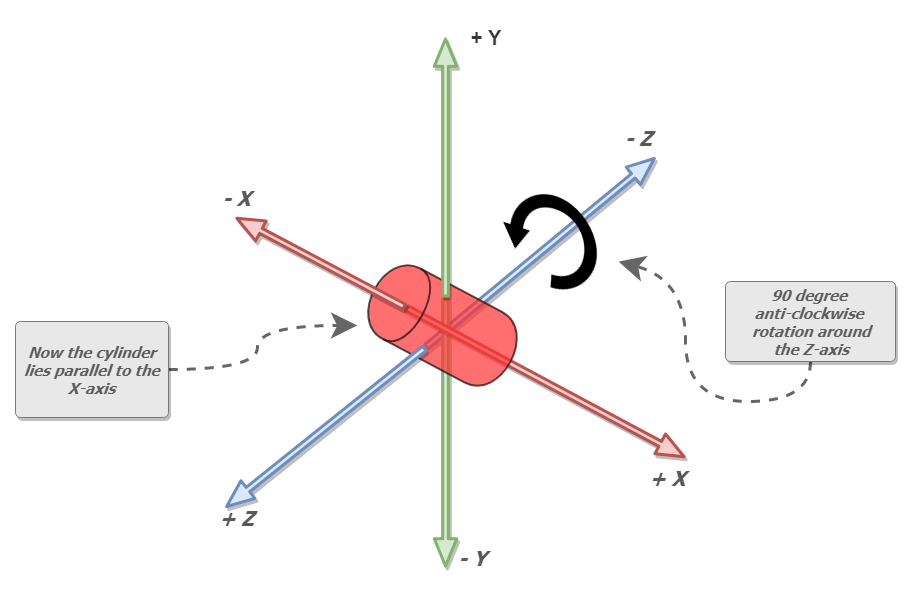 + Y
- Z
- X
90 degree
anti-clockwise
rotation around
the Z-axis
Now the cylinder
lies parallel to the
X-axis
+ X
+ Z
- Y